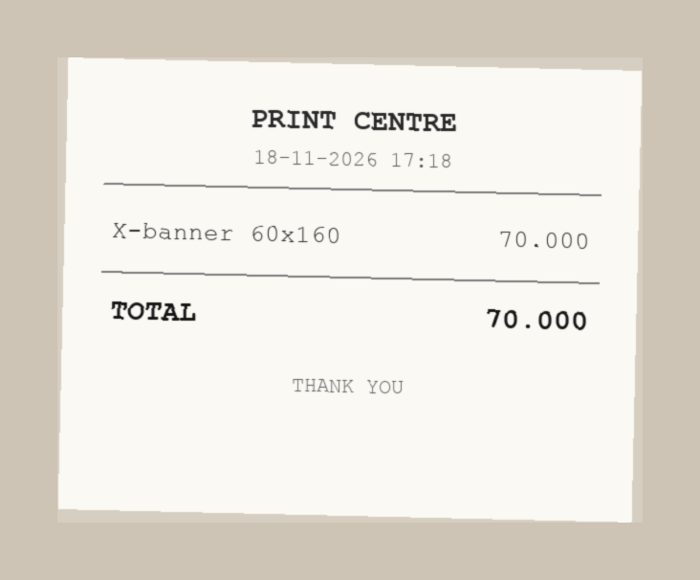 PRINT CENTRE
18-11-2026 17:18
X-banner 60x160 70.000
TOTAL 70.000
THANK YOU